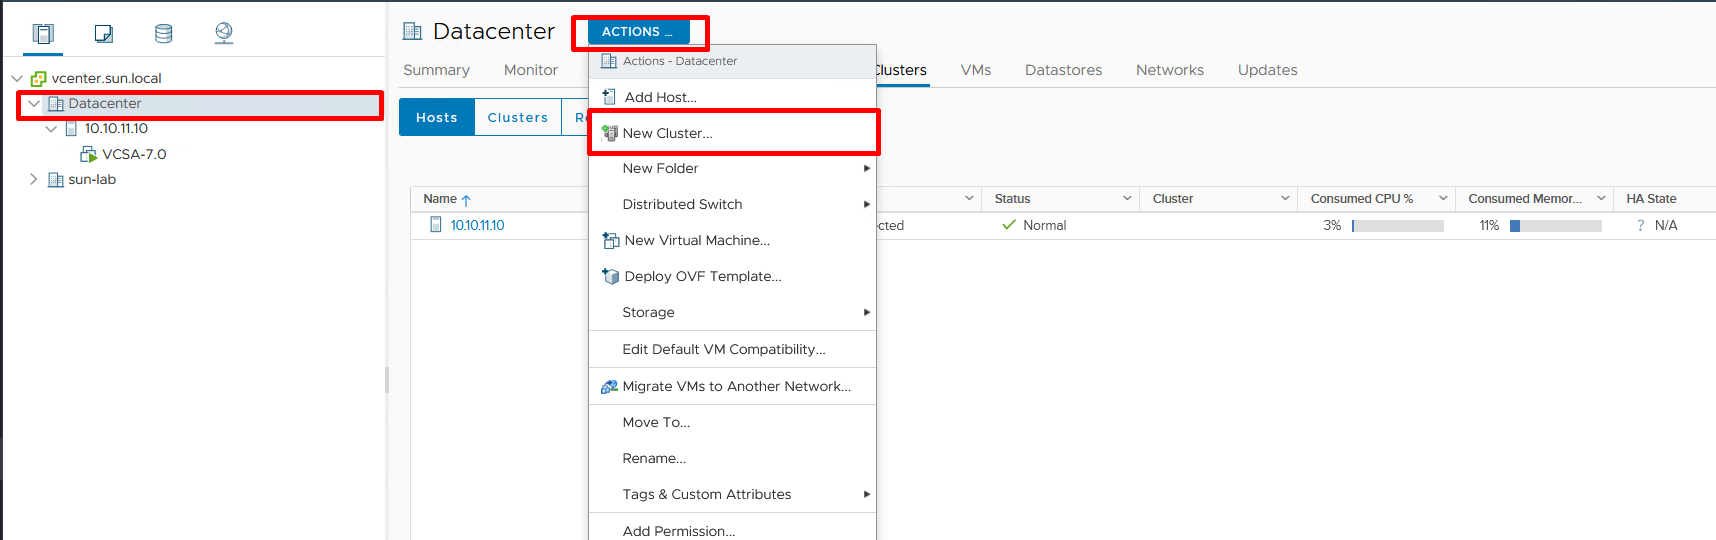 vcenter.sun.local
Datacenter
10.10.11.10
VCSA-7.0
sun-lab
Datacenter
ACTIONS ...
Summary Monitor Clusters VMs Datastores Networks Updates
Hosts Clusters
Actions - Datacenter
Add Host...
New Cluster...
New Folder
Distributed Switch
New Virtual Machine...
Deploy OVF Template...
Storage
Edit Default VM Compatibility...
Migrate VMs to Another Network...
Move To...
Rename...
Tags & Custom Attributes
Add Permission...
Name Status Cluster Consumed CPU % Consumed Memor... HA State
10.10.11.10 ected Normal 3% 11% ? N/A